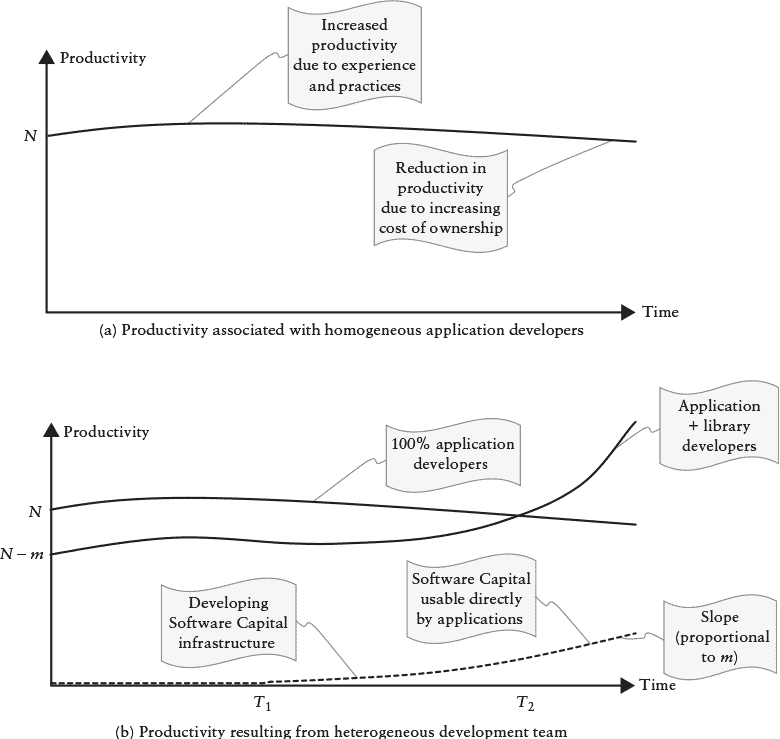 Increased
productivity
due to experience
and practices
Productivity
N
Reduction in
productivity
due to increasing
cost of ownership
Time
(a) Productivity associated with homogeneous application developers
Application
+ library
developers
Productivity
100% application
developers
N
N – m
Software Capital
usable directly
by applications
Developing
Software Capital
infrastructure
Slope
(proportional
to m)
Time
T1
T2
(b) Productivity resulting from heterogeneous development team